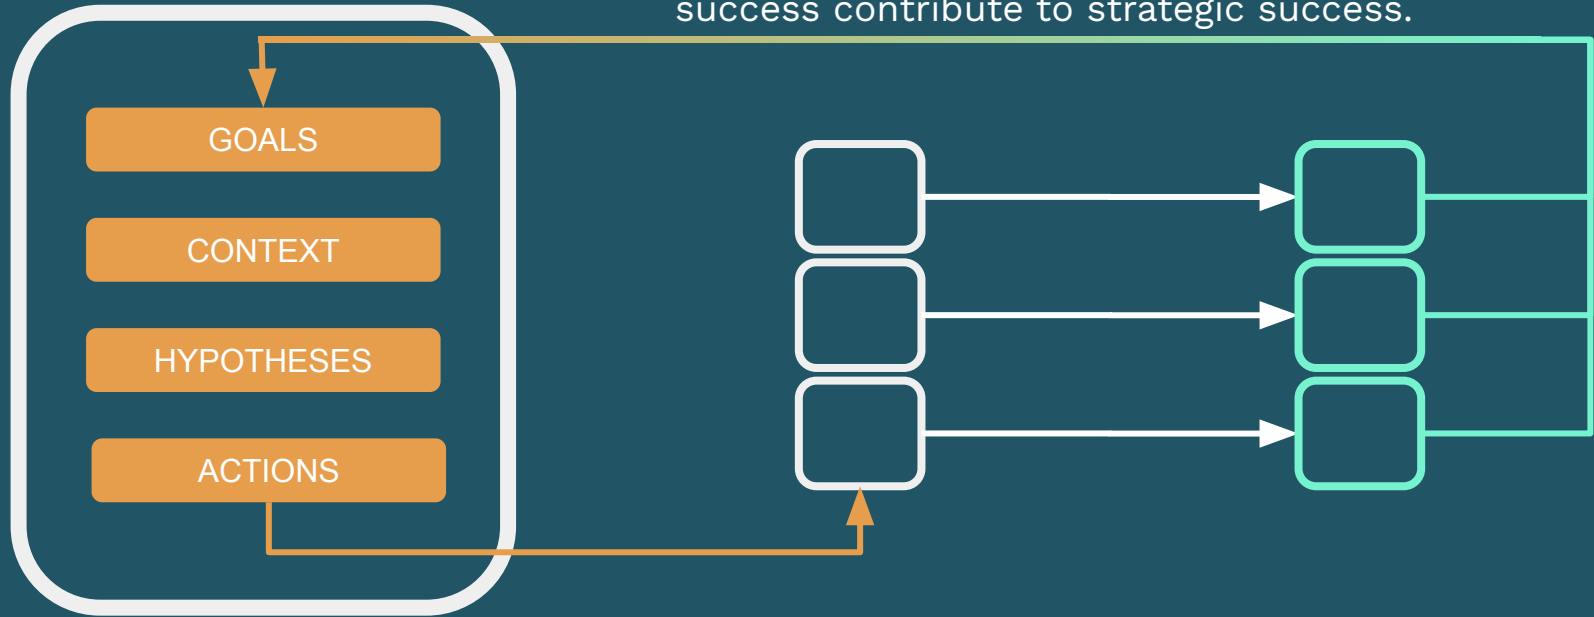 success contribute to strategic success.
GOALS
CONTEXT
HYPOTHESES
ACTIONS